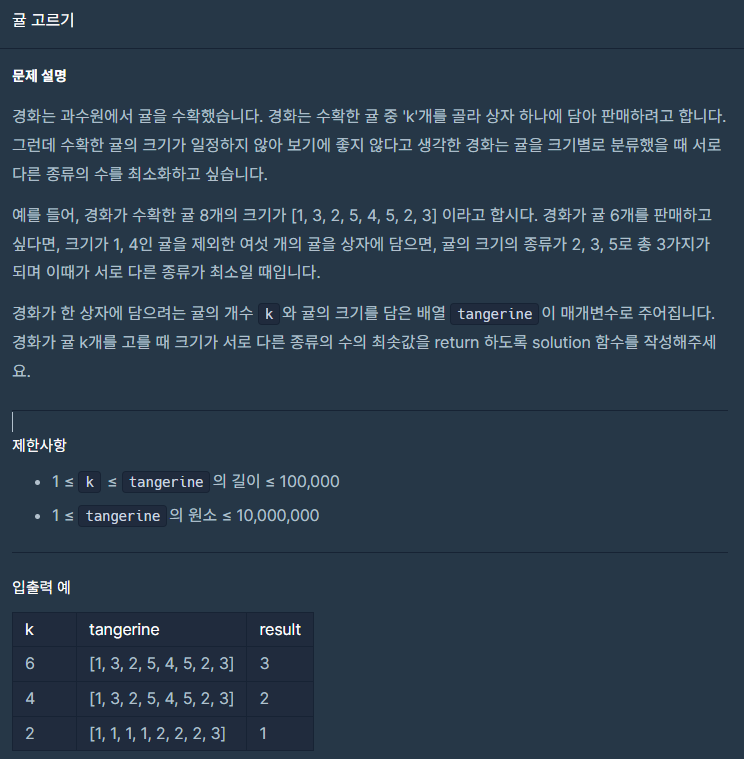 귤 고르기
문제 설명
경화는 과수원에서 귤을 수확했습니다. 경화는 수확한 귤 중 'k'개를 골라 상자 하나에 담아 판매하려고 합니다.
그런데 수확한 귤의 크기가 일정하지 않아 보기에 좋지 않다고 생각한 경화는 귤을 크기별로 분류했을 때 서로
다른 종류의 수를 최소화하고 싶습니다.
예를 들어, 경화가 수확한 귤 8개의 크기가 [1, 3, 2, 5, 4, 5, 2, 3] 이라고 합시다. 경화가 귤 6개를 판매하고
싶다면, 크기가 1, 4인 귤을 제외한 여섯 개의 귤을 상자에 담으면, 귤의 크기의 종류가 2, 3, 5로 총 3가지가
되며 이때가 서로 다른 종류가 최소일 때입니다.
경화가 한 상자에 담으려는 귤의 개수 k 와 귤의 크기를 담은 배열 tangerine 이 매개변수로 주어집니다.
경화가 귤 k개를 고를 때 크기가 서로 다른 종류의 수의 최솟값을 return 하도록 solution 함수를 작성해주세
요.
제한사항
• 1 ≤ k ≤ tangerine 의 길이 ≤ 100,000
• 1 ≤ tangerine 의 원소 ≤ 10,000,000
입출력 예
k tangerine result
6 [1, 3, 2, 5, 4, 5, 2, 3] 3
4 [1, 3, 2, 5, 4, 5, 2, 3] 2
2 [1, 1, 1, 1, 2, 2, 2, 3] 1